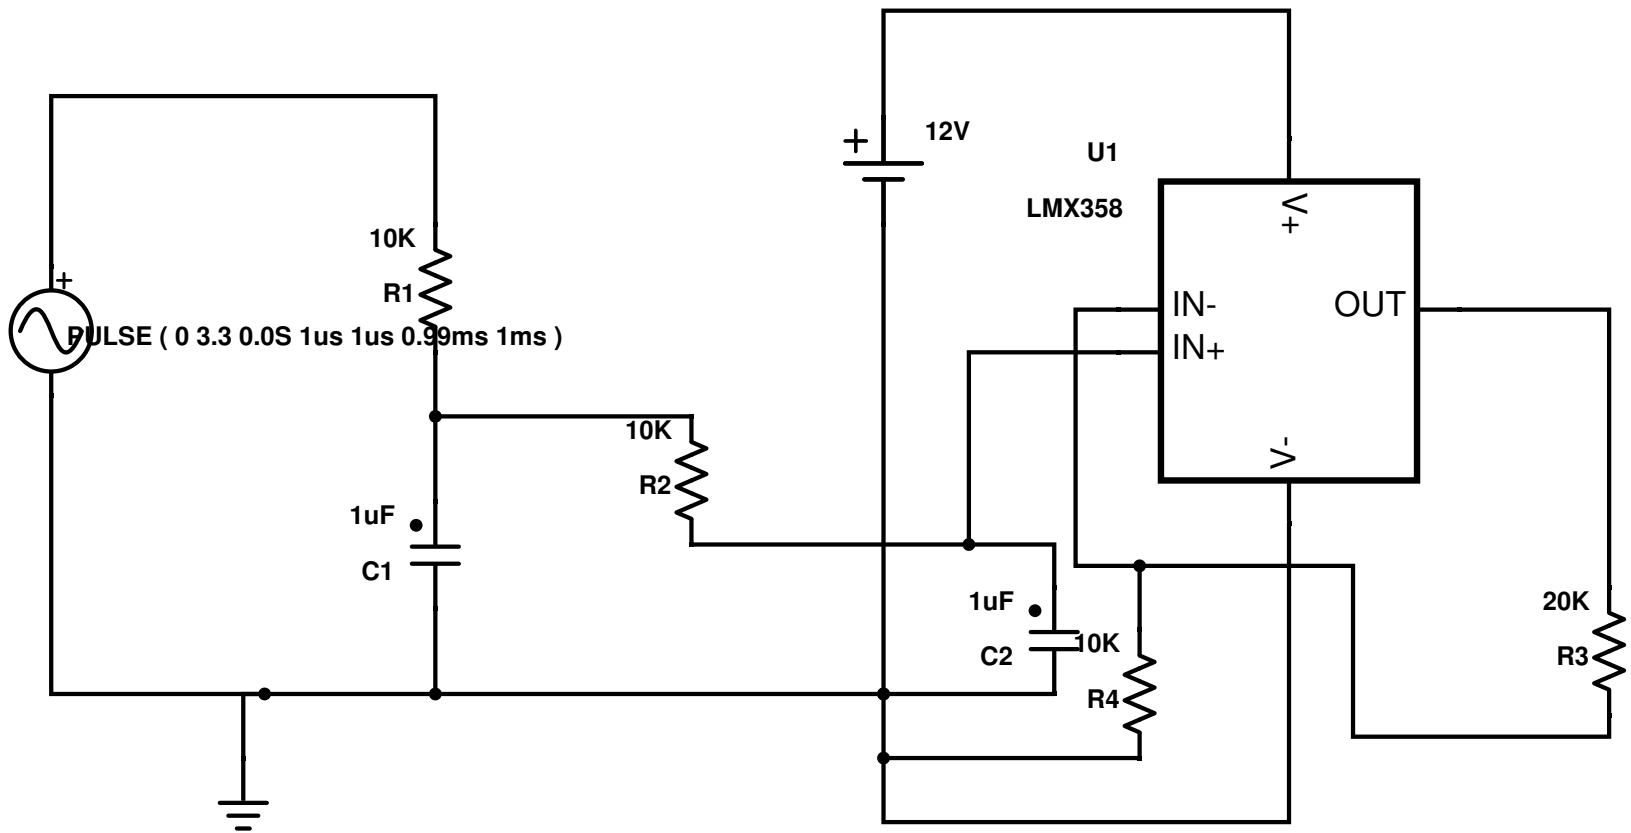 12V
U1
LMX358
V+
10K
R1
+
PULSE ( 0 3.3 0.0S 1us 1us 0.99ms 1ms )
IN-
OUT
IN+
10K
R2
V-
1uF
C1
1uF
C2
10K
R4
20K
R3